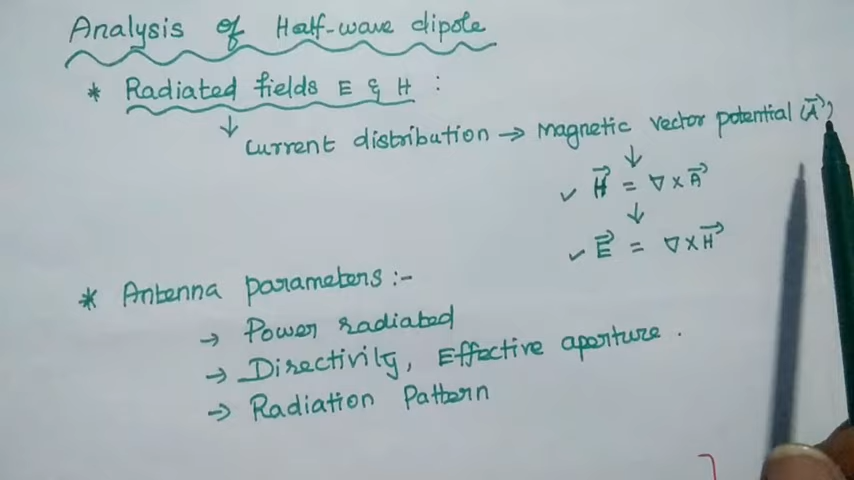 Analysis of Half-wave dipole
* Radiated fields E & H :
↓ Current distribution → Magnetic vector potential (A⃗)
↓
✓ H⃗ = ∇ × A⃗
↓
✓ E⃗ = ∇ × H⃗
* Antenna parameters :-
→ Power radiated
→ Directivity, Effective aperture.
→ Radiation Pattern